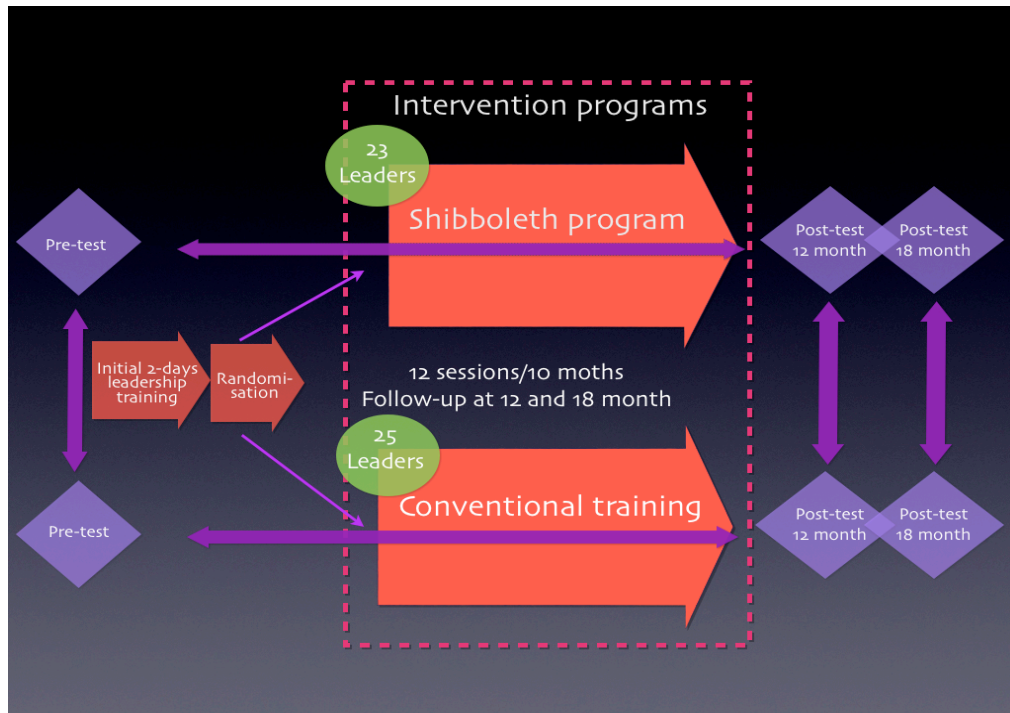 Intervention programs
23
Leaders
Shibboleth program
Pre-test
Post-test
12 month
Post-test
18 month
Initial 2-days
leadership
training
Randomi-
sation
12 sessions/10 moths
Follow-up at 12 and 18 month
25
Leaders
Conventional training
Pre-test
Post-test
12 month
Post-test
18 month